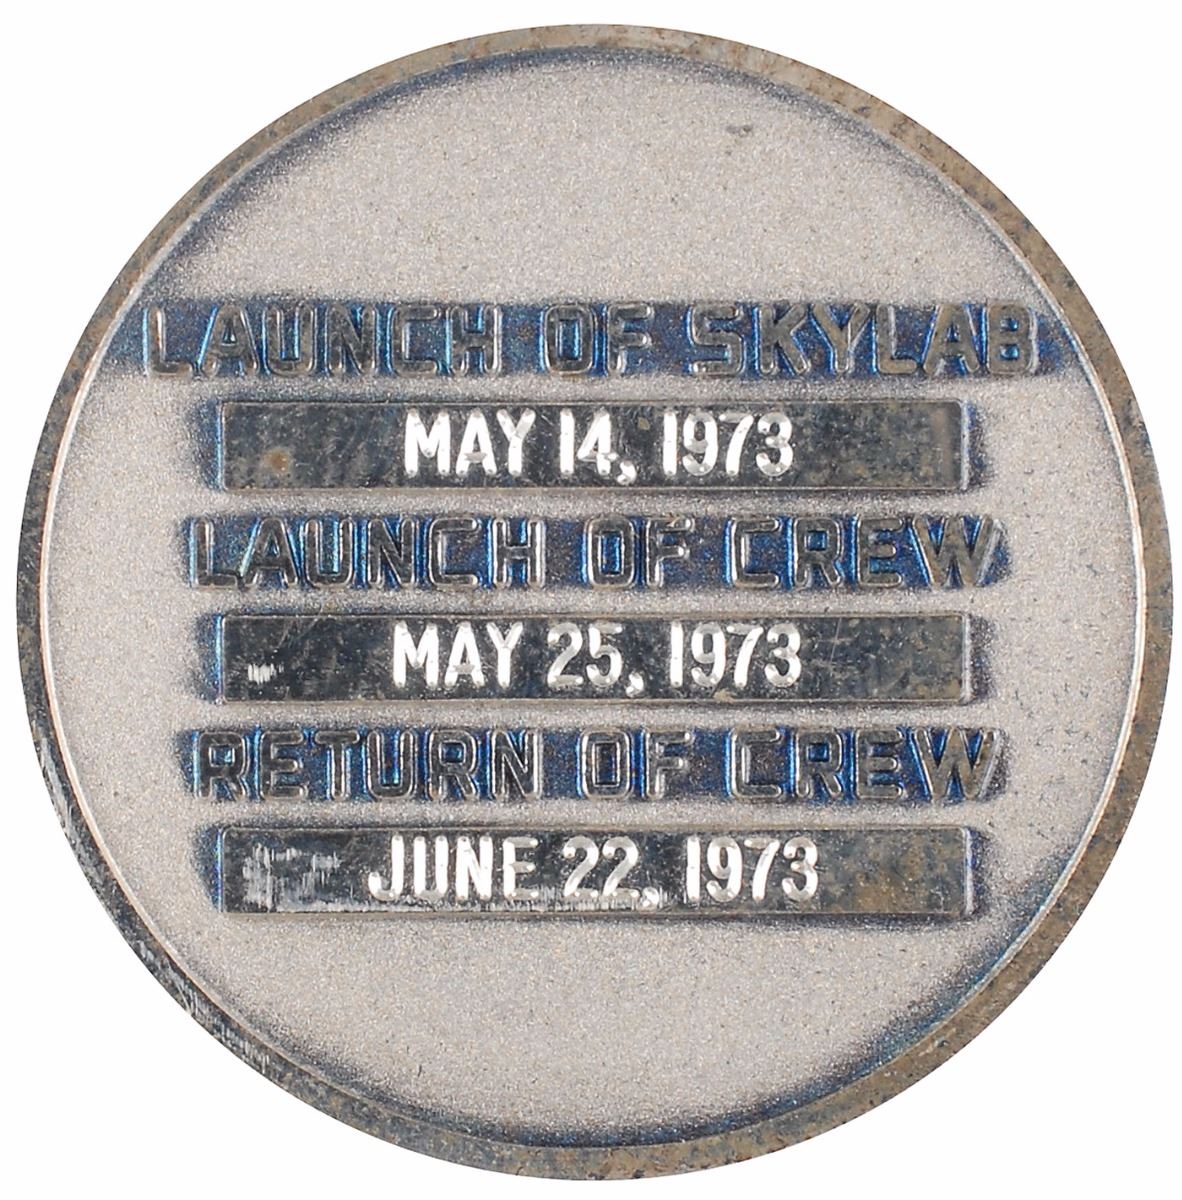 LAUNCH OF SKYLAB
MAY 14, 1973
LAUNCH OF CREW
MAY 25, 1973
RETURN OF CREW
JUNE 22, 1973